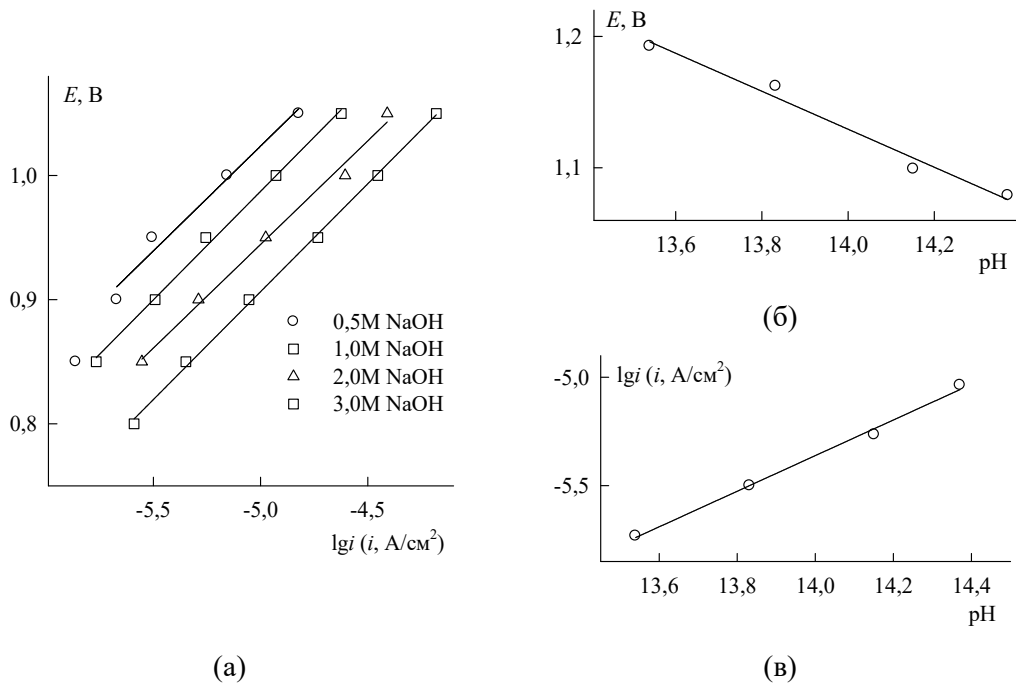 E, В
1,0
0,9
0,8
-5,5 -5,0 -4,5
lgi (i, А/см²)
○ 0,5M NaOH
□ 1,0M NaOH
△ 2,0M NaOH
□ 3,0M NaOH
(а)
E, В
1,2
1,1
13,6 13,8 14,0 14,2
pH
(б)
lgi (i, А/см²)
-5,0
-5,5
13,6 13,8 14,0 14,2 14,4
pH
(в)